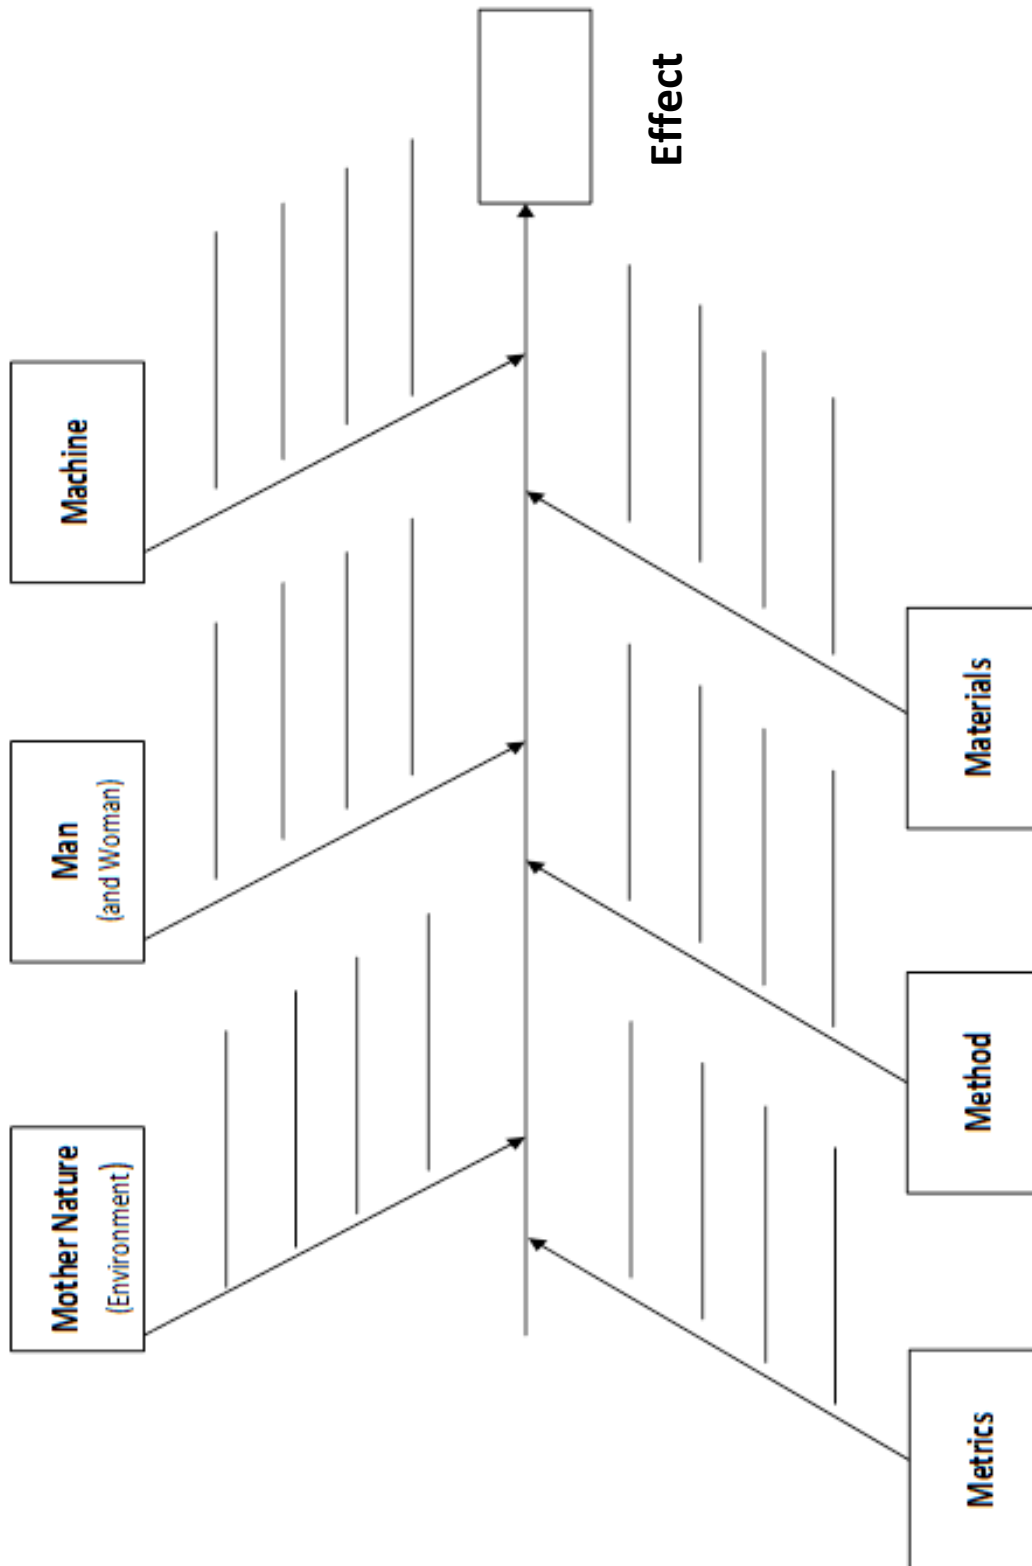 Mother Nature
(Environment)
Man
(and Woman)
Machine
Effect
Metrics
Method
Materials